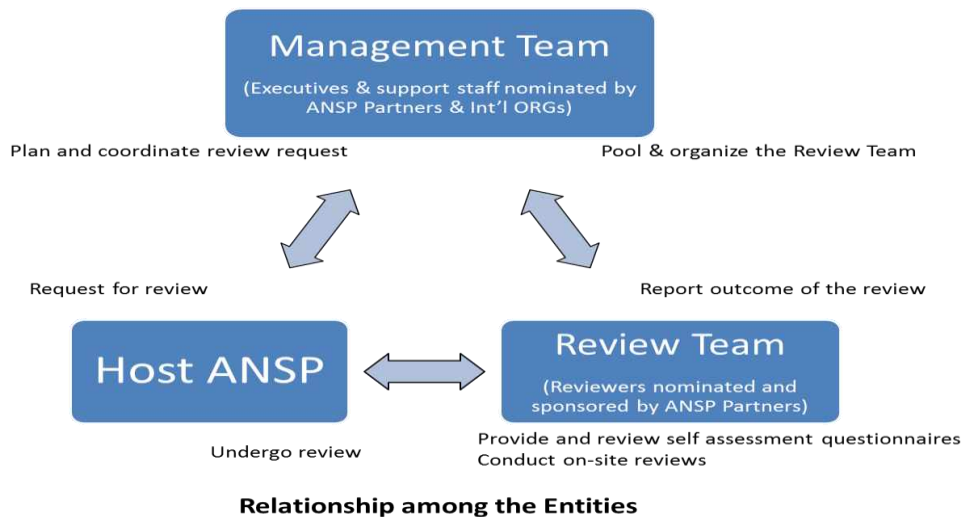 Management Team
(Executives & support staff nominated by
ANSP Partners & Int'l ORGs)
Plan and coordinate review request
Pool & organize the Review Team
Request for review
Report outcome of the review
Host ANSP
Review Team
(Reviewers nominated and
sponsored by ANSP Partners)
Undergo review
Provide and review self assessment questionnaires
Conduct on-site reviews
Relationship among the Entities